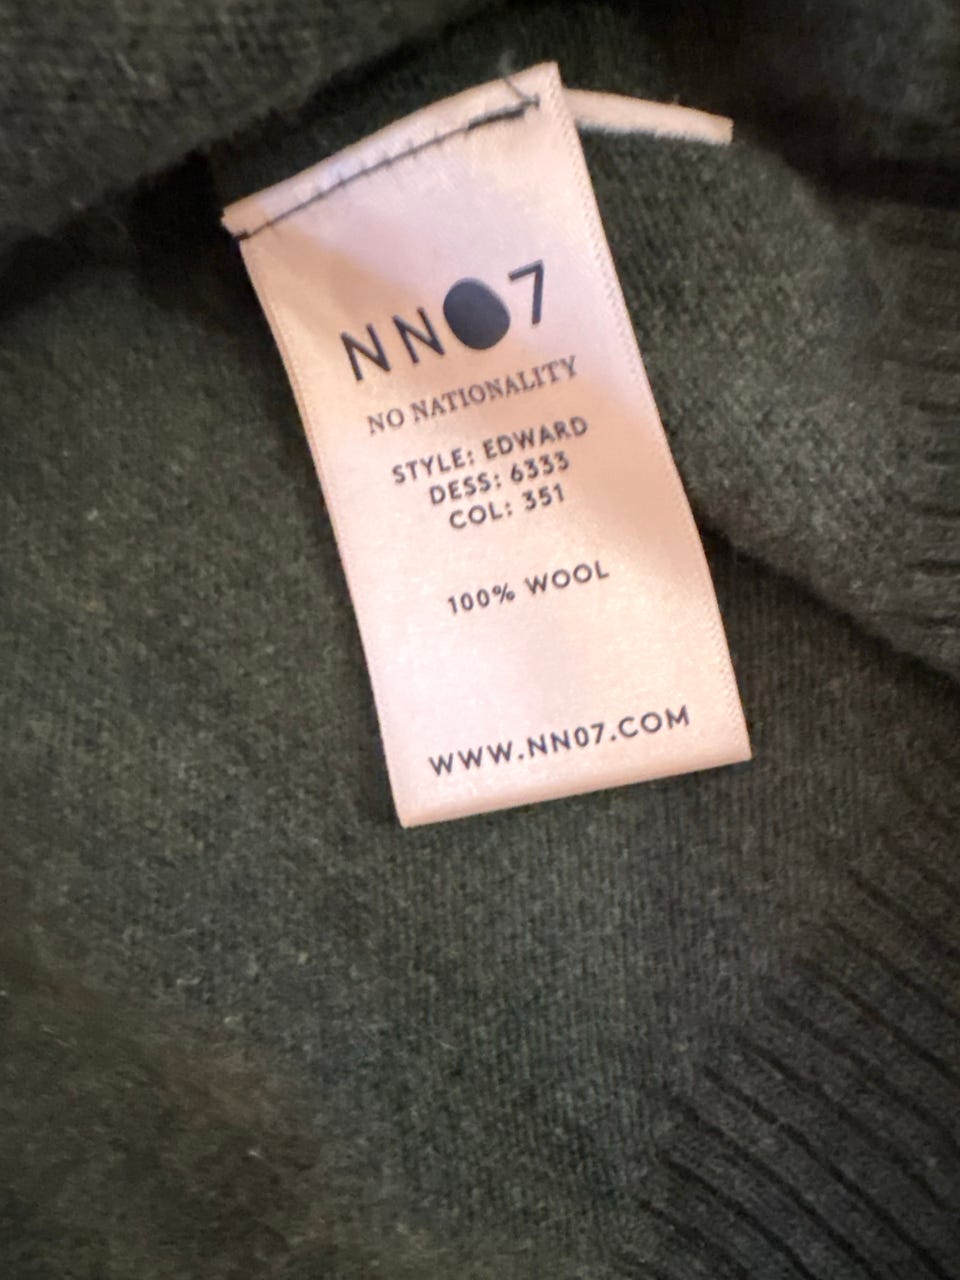 NN07
NO NATIONALITY
STYLE: EDWARD
DESS: 6333
COL: 351
100% WOOL
WWW.NN07.COM